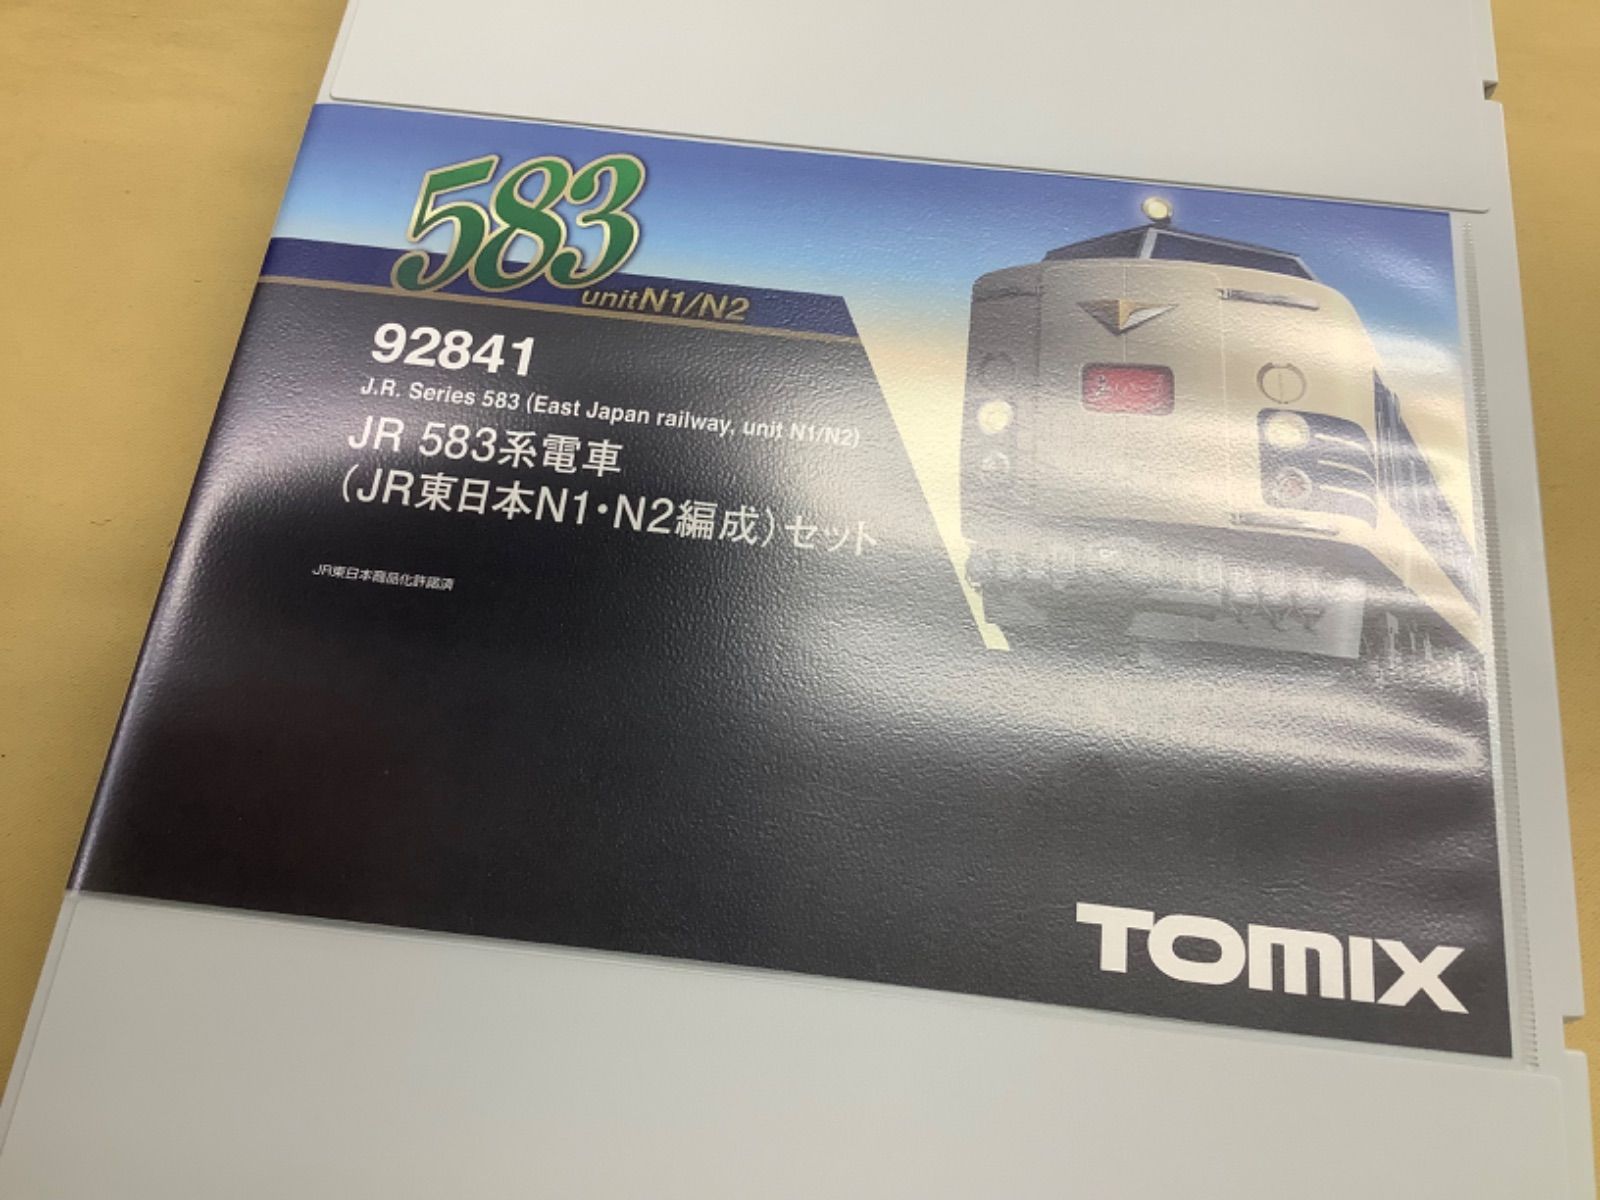 583
unitN1/N2
92841
J.R. Series 583 (East Japan railway, unit N1/N2)
JR 583系電車
(JR東日本N1・N2編成)セット
JR東日本商品化許諾済
TOMIX